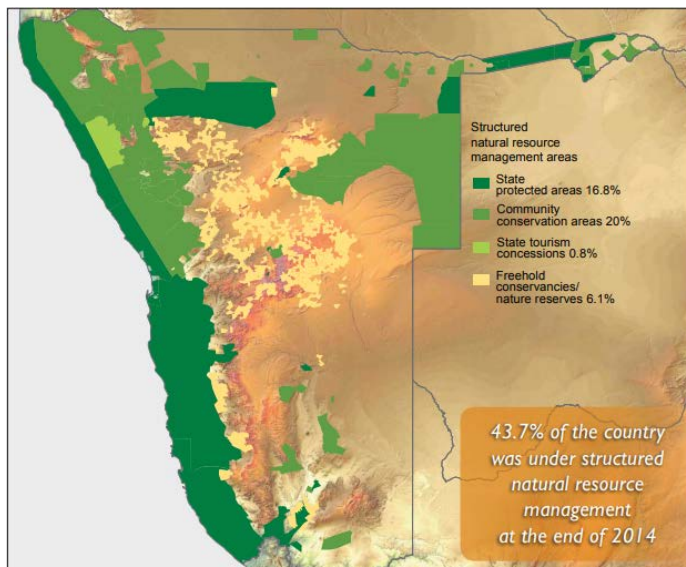 Structured
natural resource
management areas
State
protected areas 16.8%
Community
conservation areas 20%
State tourism
concessions 0.8%
Freehold
conservancies/
nature reserves 6.1%
43.7% of the country
was under structured
natural resource
management
at the end of 2014